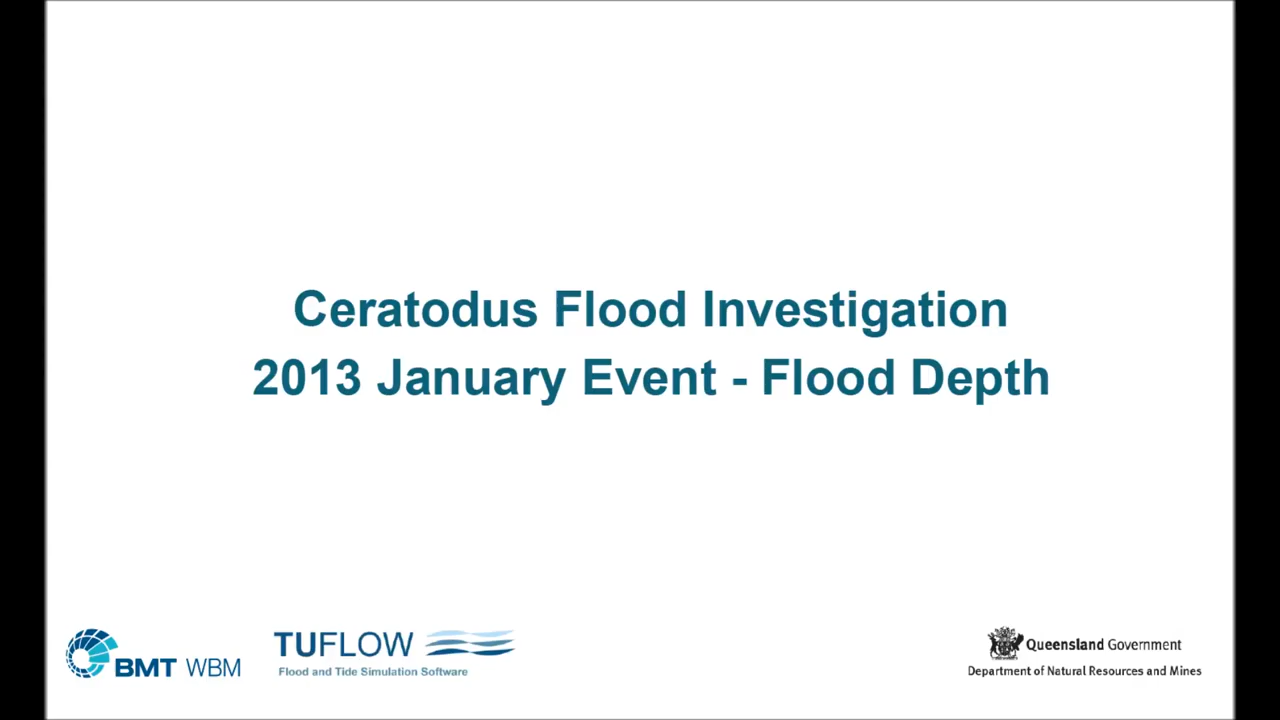 Ceratodus Flood Investigation
2013 January Event - Flood Depth
BMT WBM
TUFLOW
Flood and Tide Simulation Software
Queensland Government
Department of Natural Resources and Mines